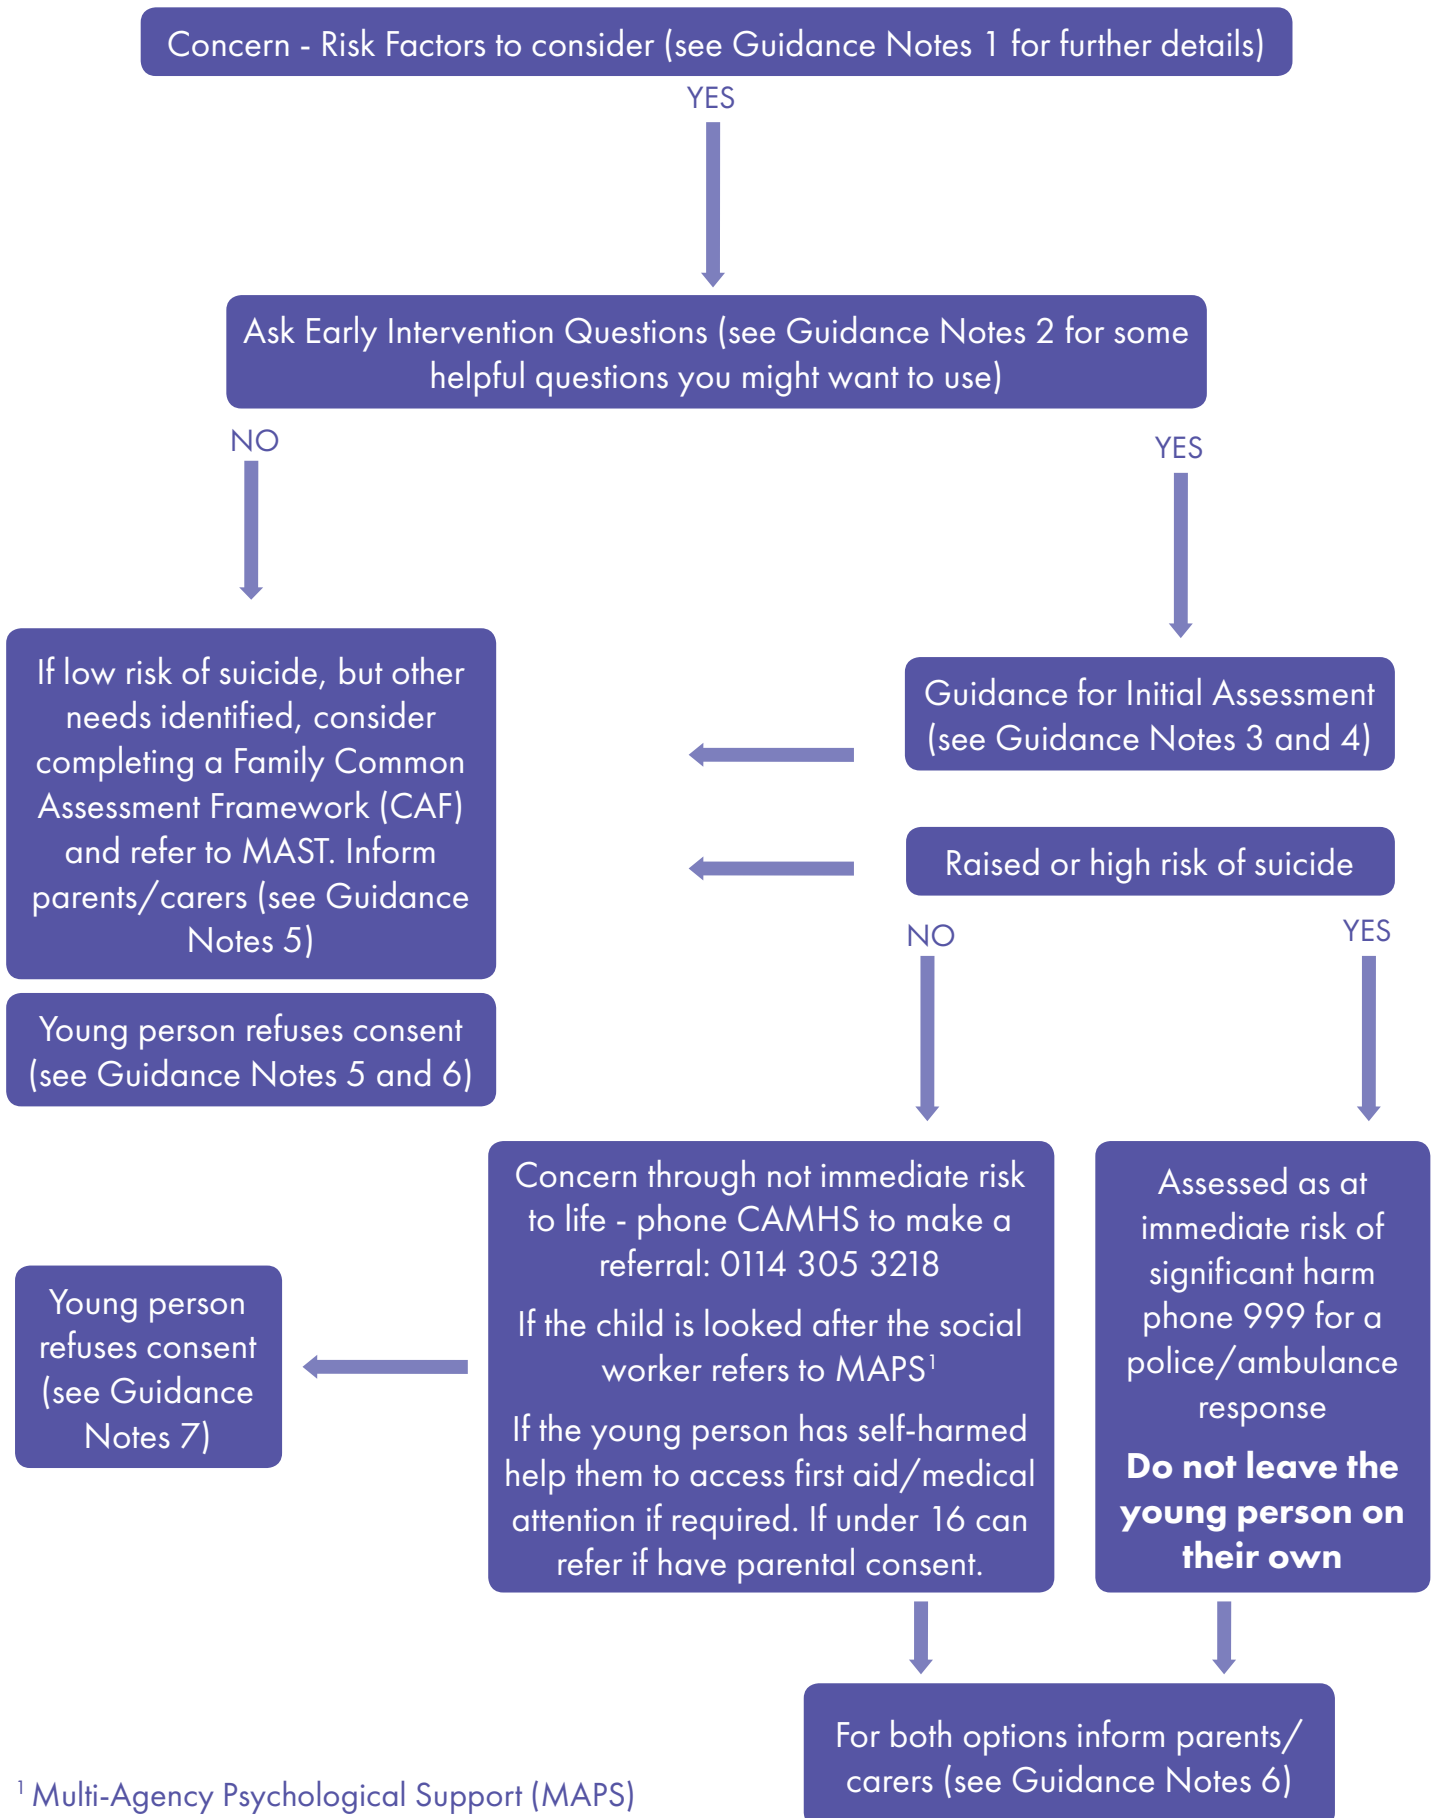 Concern - Risk Factors to consider (see Guidance Notes 1 for further details)
YES
Ask Early Intervention Questions (see Guidance Notes 2 for some
helpful questions you might want to use)
NO
YES
If low risk of suicide, but other
needs identified, consider
completing a Family Common
Assessment Framework (CAF)
and refer to MAST. Inform
parents/carers (see Guidance
Notes 5)
Guidance for Initial Assessment
(see Guidance Notes 3 and 4)
Raised or high risk of suicide
NO
YES
Young person refuses consent
(see Guidance Notes 5 and 6)
Concern through not immediate risk
to life - phone CAMHS to make a
referral: 0114 305 3218
If the child is looked after the social
worker refers to MAPS¹
If the young person has self-harmed
help them to access first aid/medical
attention if required. If under 16 can
refer if have parental consent.
Assessed as at
immediate risk of
significant harm
phone 999 for a
police/ambulance
response
Do not leave the
young person on
their own
Young person
refuses consent
(see Guidance
Notes 7)
For both options inform parents/
carers (see Guidance Notes 6)
¹ Multi-Agency Psychological Support (MAPS)